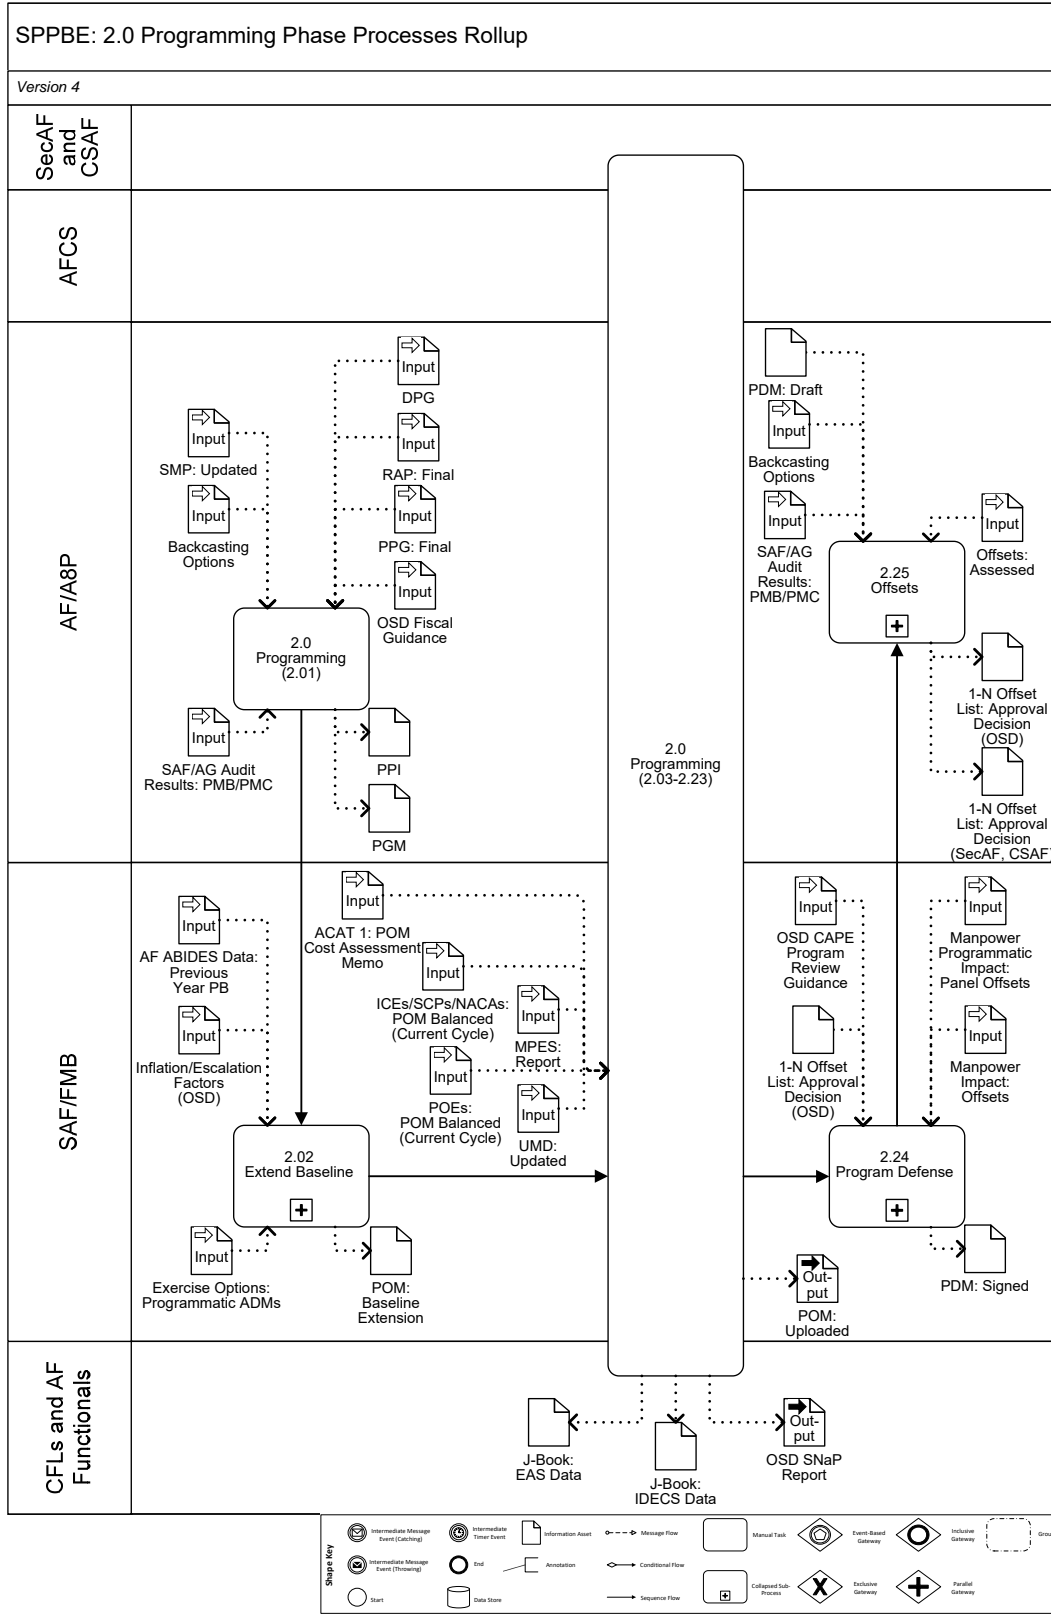 SPPBE: 2.0 Programming Phase Processes Rollup
Version 4
SecAF
and
CSAF
AFCS
AF/A8P
Input
DPG
Input
SMP: Updated
Input
RAP: Final
Input
Backcasting
Options
Input
PPG: Final
Input
OSD Fiscal
Guidance
2.0
Programming
(2.01)
Input
SAF/AG Audit
Results: PMB/PMC
PPI
PGM
2.0
Programming
(2.03-2.23)
PDM: Draft
Input
Backcasting
Options
Input
SAF/AG
Audit
Results:
PMB/PMC
Input
Offsets:
Assessed
2.25
Offsets
1-N Offset
List: Approval
Decision
(OSD)
1-N Offset
List: Approval
Decision
(SecAF, CSAF)
SAF/FMB
Input
AF ABIDES Data:
Previous
Year PB
Input
Inflation/Escalation
Factors
(OSD)
Input
ACAT 1: POM
Cost Assessment
Memo
Input
ICEs/SCPs/NACAs:
POM Balanced
(Current Cycle)
Input
MPES:
Report
Input
POEs:
POM Balanced
(Current Cycle)
Input
UMD:
Updated
2.02
Extend Baseline
Input
Exercise Options:
Programmatic ADMs
POM:
Baseline
Extension
Input
OSD CAPE
Program
Review
Guidance
Input
Manpower
Programmatic
Impact:
Panel Offsets
1-N Offset
List: Approval
Decision
(OSD)
Input
Manpower
Impact:
Offsets
2.24
Program Defense
Out-
put
POM:
Uploaded
PDM: Signed
CFLs and AF
Functionals
J-Book:
EAS Data
J-Book:
IDECS Data
Out-
put
OSD SNaP
Report
Shape Key
Intermediate Message
Event (Catching)
Intermediate
Timer Event
Information Asset
Message Flow
Manual Task
Event-Based
Gateway
Inclusive
Gateway
Intermediate Message
Event (Throwing)
End
Annotation
Conditional Flow
Start
Data Store
Sequence Flow
Collapsed Sub-
Process
Exclusive
Gateway
Parallel
Gateway